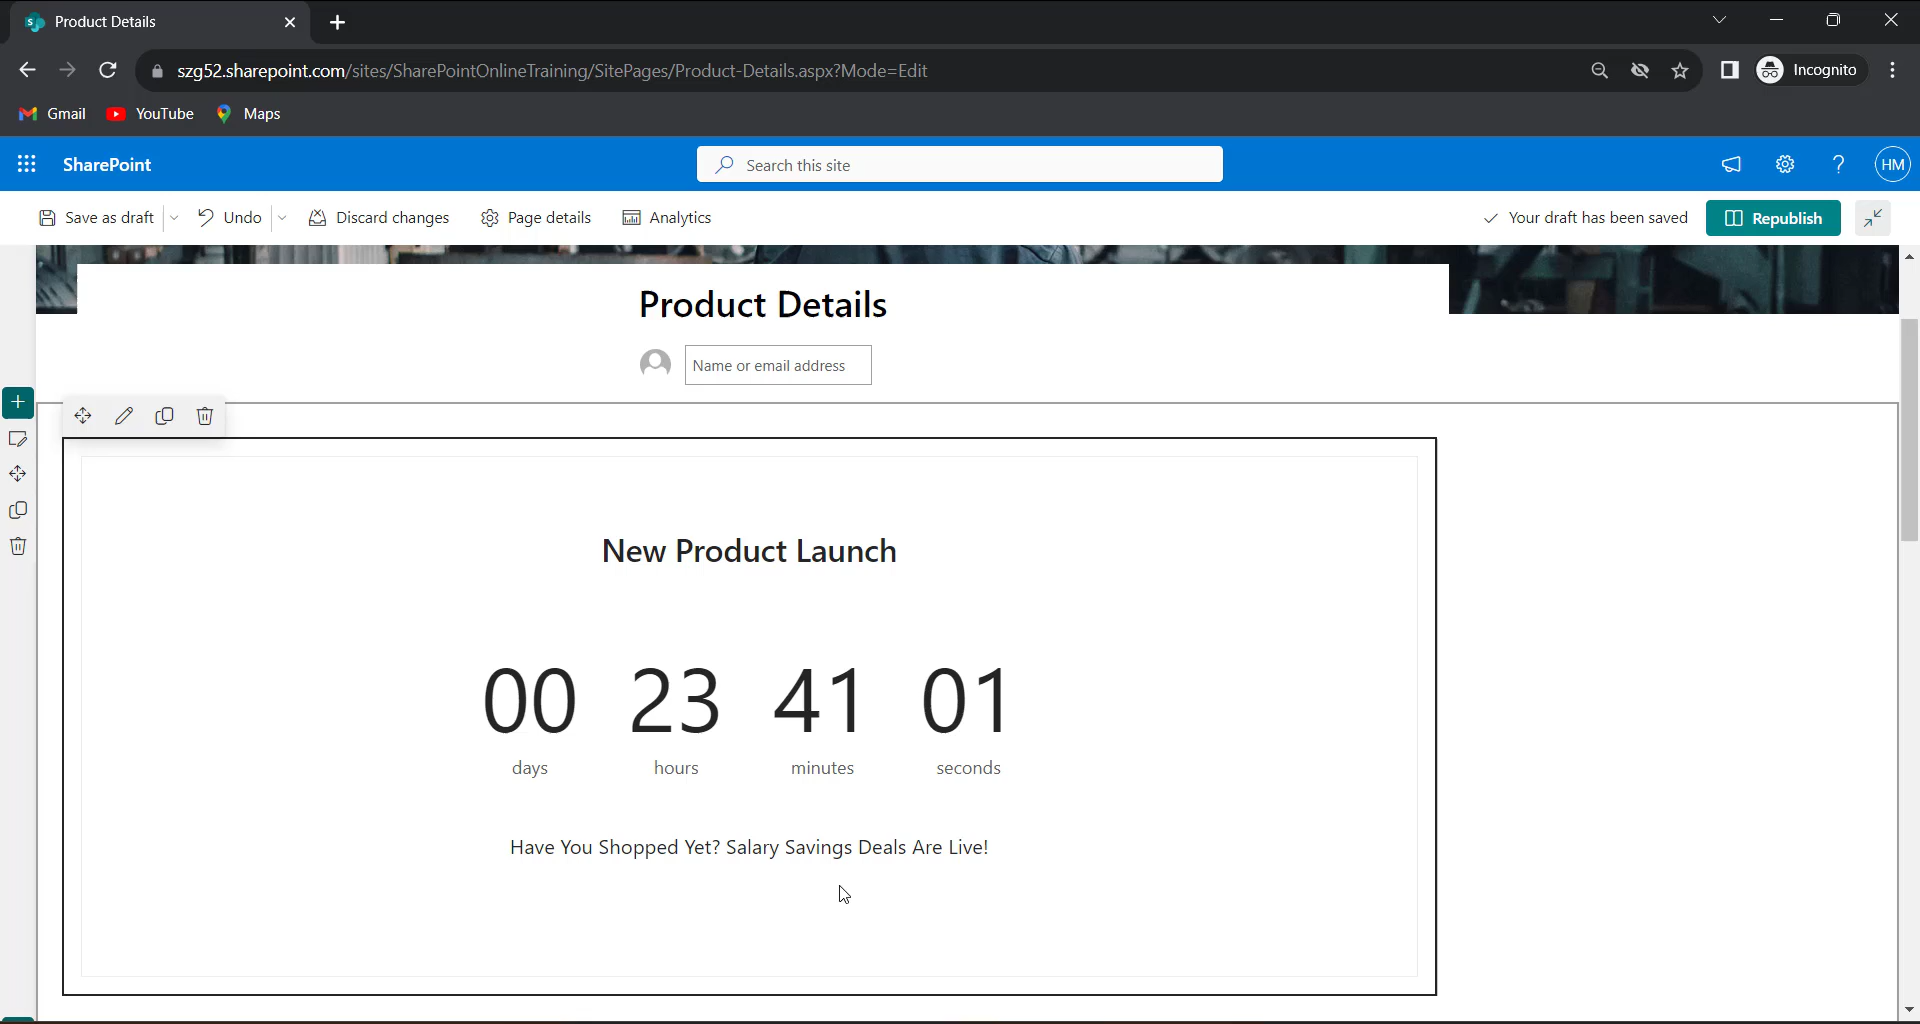 Product Details
szg52.sharepoint.com/sites/SharePointOnlineTraining/SitePages/Product-Details.aspx?Mode=Edit
Incognito
Gmail YouTube Maps
SharePoint
Search this site
? HM
Save as draft Undo Discard changes Page details Analytics Your draft has been saved Republish
Product Details
Name or email address
New Product Launch
00 23 41 01
days hours minutes seconds
Have You Shopped Yet? Salary Savings Deals Are Live!